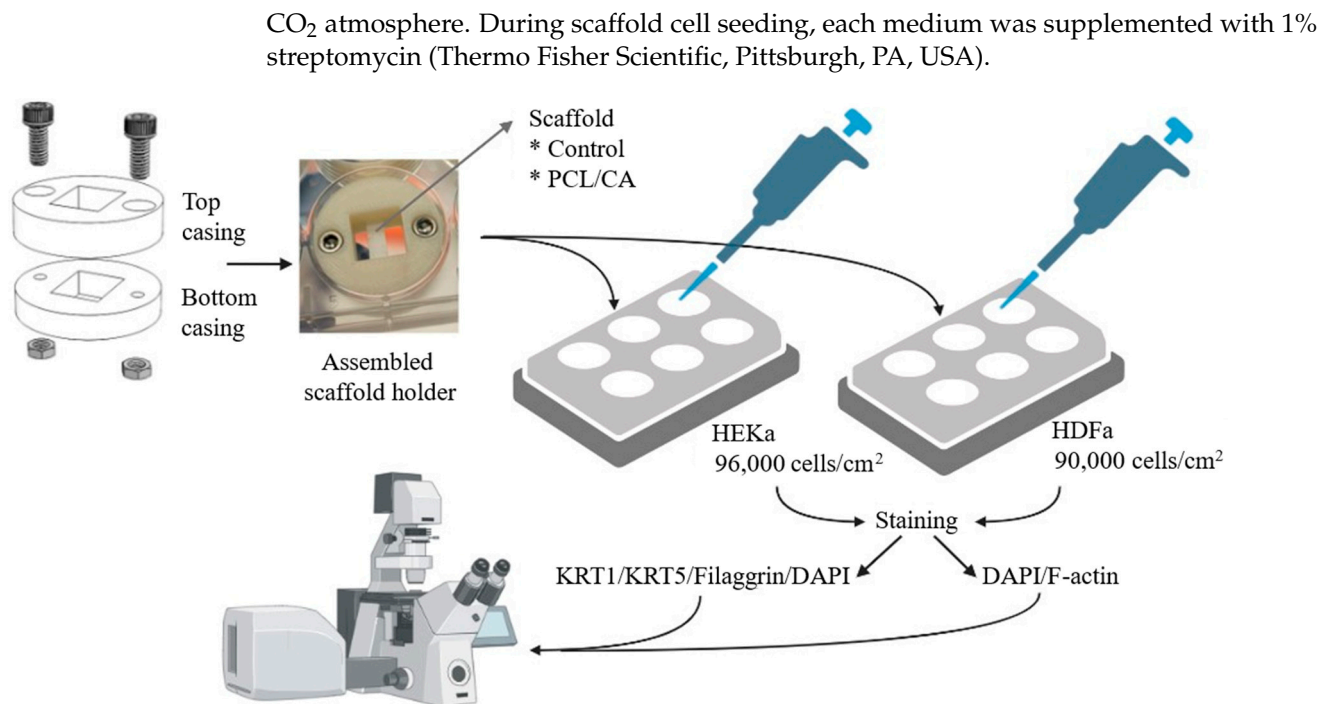 CO₂ atmosphere. During scaffold cell seeding, each medium was supplemented with 1%
streptomycin (Thermo Fisher Scientific, Pittsburgh, PA, USA).
Scaffold
* Control
* PCL/CA
Top
casing
Bottom
casing
Assembled
scaffold holder
HEKa
96,000 cells/cm²
HDFa
90,000 cells/cm²
Staining
KRT1/KRT5/Filaggrin/DAPI
DAPI/F-actin